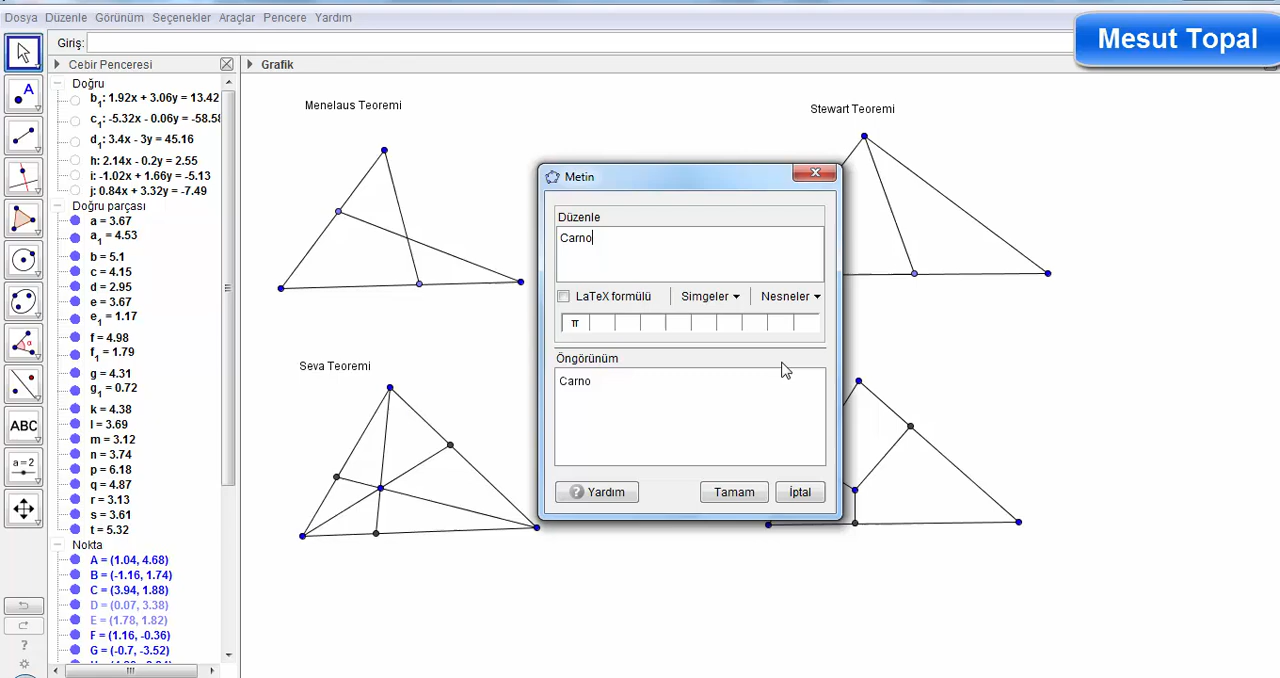 Dosya Düzenle Görünüm Seçenekler Araçlar Pencere Yardım
Mesut Topal
Giriş:
Cebir Penceresi
Grafik
Doğru
b1: 1.92x + 3.06y = 13.42
c1: -5.32x - 0.06y = -58.58
d1: 3.4x - 3y = 45.16
h: 2.14x - 0.2y = 2.55
i: -1.02x + 1.66y = -5.13
j: 0.84x + 3.32y = -7.49
Doğru parçası
a = 3.67
a1 = 4.53
b = 5.1
c = 4.15
d = 2.95
e = 3.67
e1 = 1.17
f = 4.98
f1 = 1.79
g = 4.31
g1 = 0.72
k = 4.38
l = 3.69
m = 3.12
n = 3.74
p = 6.18
q = 4.87
r = 3.13
s = 3.61
t = 5.32
Nokta
A = (1.04, 4.68)
B = (-1.16, 1.74)
C = (3.94, 1.88)
D = (0.07, 3.38)
E = (1.78, 1.82)
F = (1.16, -0.36)
G = (-0.7, -3.52)
A
α
ABC
a=2
?
Menelaus Teoremi
Stewart Teoremi
Seva Teoremi
Metin
Düzenle
Carno
LaTeX formülü Simgeler Nesneler
π
Öngörünüm
Carno
? Yardım Tamam İptal